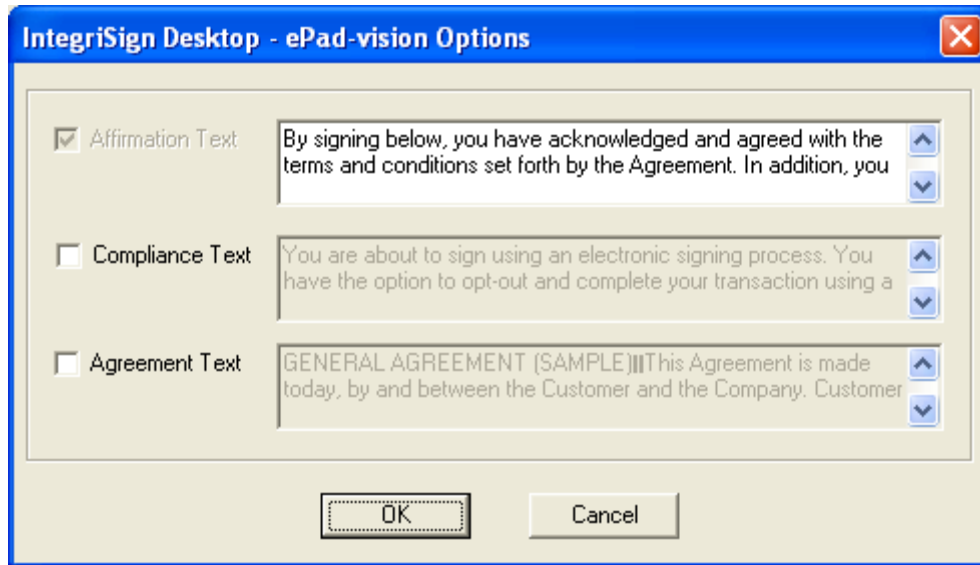 IntegriSign Desktop - ePad-vision Options
Affirmation Text
By signing below, you have acknowledged and agreed with the
terms and conditions set forth by the Agreement. In addition, you
Compliance Text
You are about to sign using an electronic signing process. You
have the option to opt-out and complete your transaction using a
Agreement Text
GENERAL AGREEMENT (SAMPLE)||This Agreement is made
today, by and between the Customer and the Company. Customer
OK
Cancel